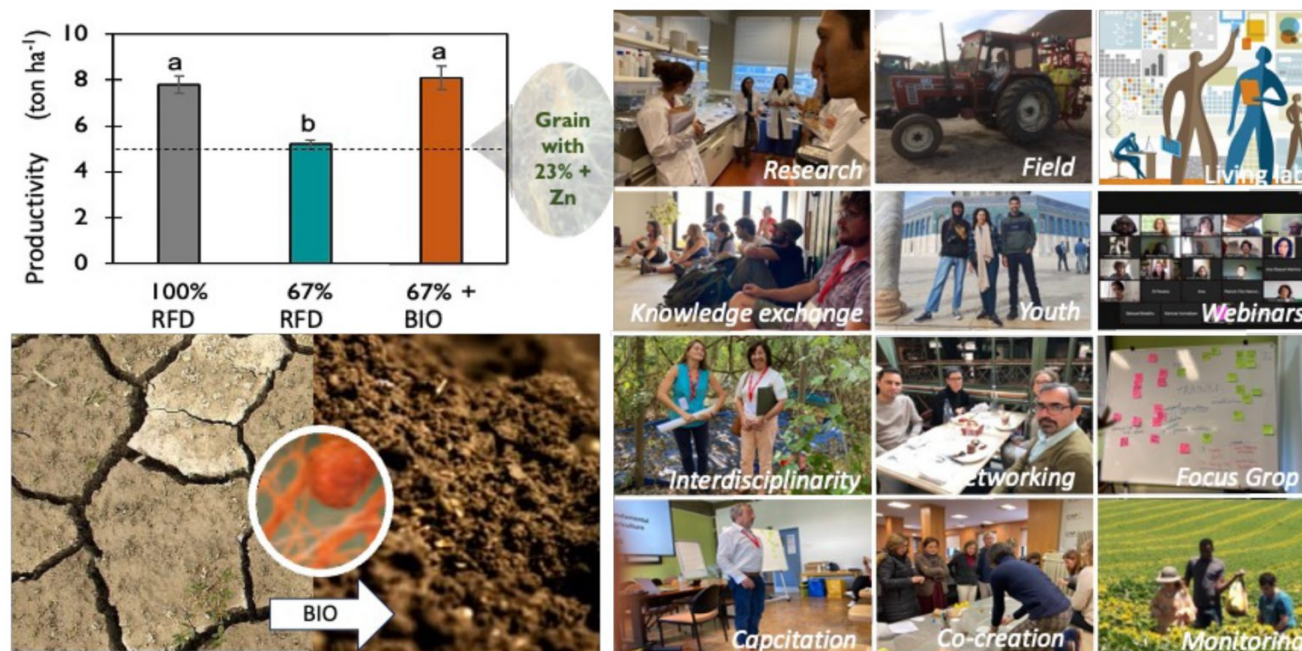 Productivity (ton ha⁻¹)
10
8
6
4
2
0
a
b
a
100%
RFD
67%
RFD
67% +
BIO
Grain
with
23% +
Zn
BIO
Research
Field
Living lab
Knowledge exchange
Youth
Webinars
Interdisciplinarity
etworking
Focus Grop
Capcitation
Co-creation
Monitoring